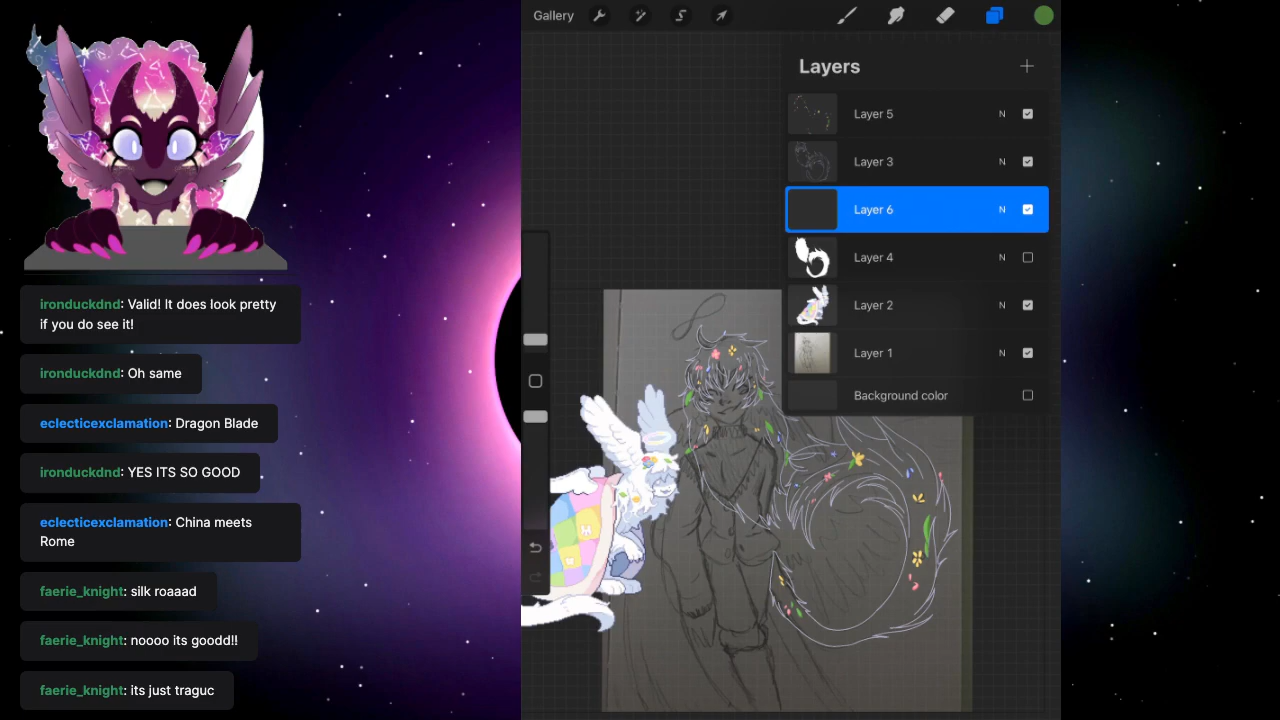 ironduckdnd: Valid! It does look pretty
if you do see it!
ironduckdnd: Oh same
eclecticexclamation: Dragon Blade
ironduckdnd: YES ITS SO GOOD
eclecticexclamation: China meets
Rome
faerie_knight: silk roaaad
faerie_knight: noooo its goodd!!
faerie_knight: its just traguc
Gallery
Layers
Layer 5 N
Layer 3 N
Layer 6 N
Layer 4 N
Layer 2 N
Layer 1 N
Background color